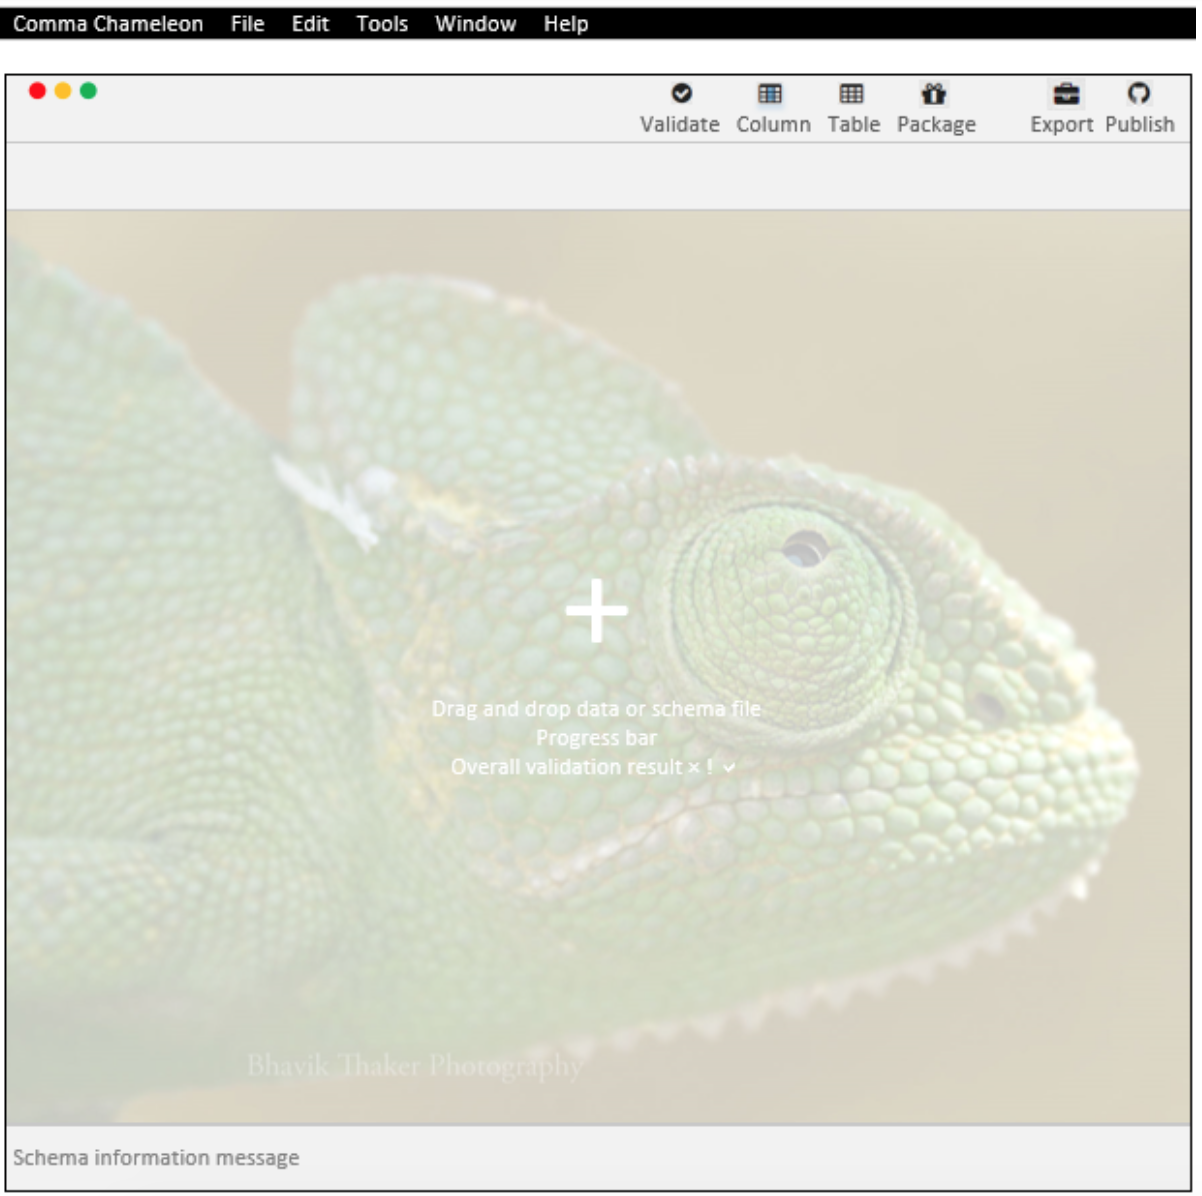 Comma Chameleon File Edit Tools Window Help
Validate Column Table Package Export Publish
Drag and drop data or schema file
Progress bar
Overall validation result × ! ✓
Bhavik Thaker Photography
Schema information message